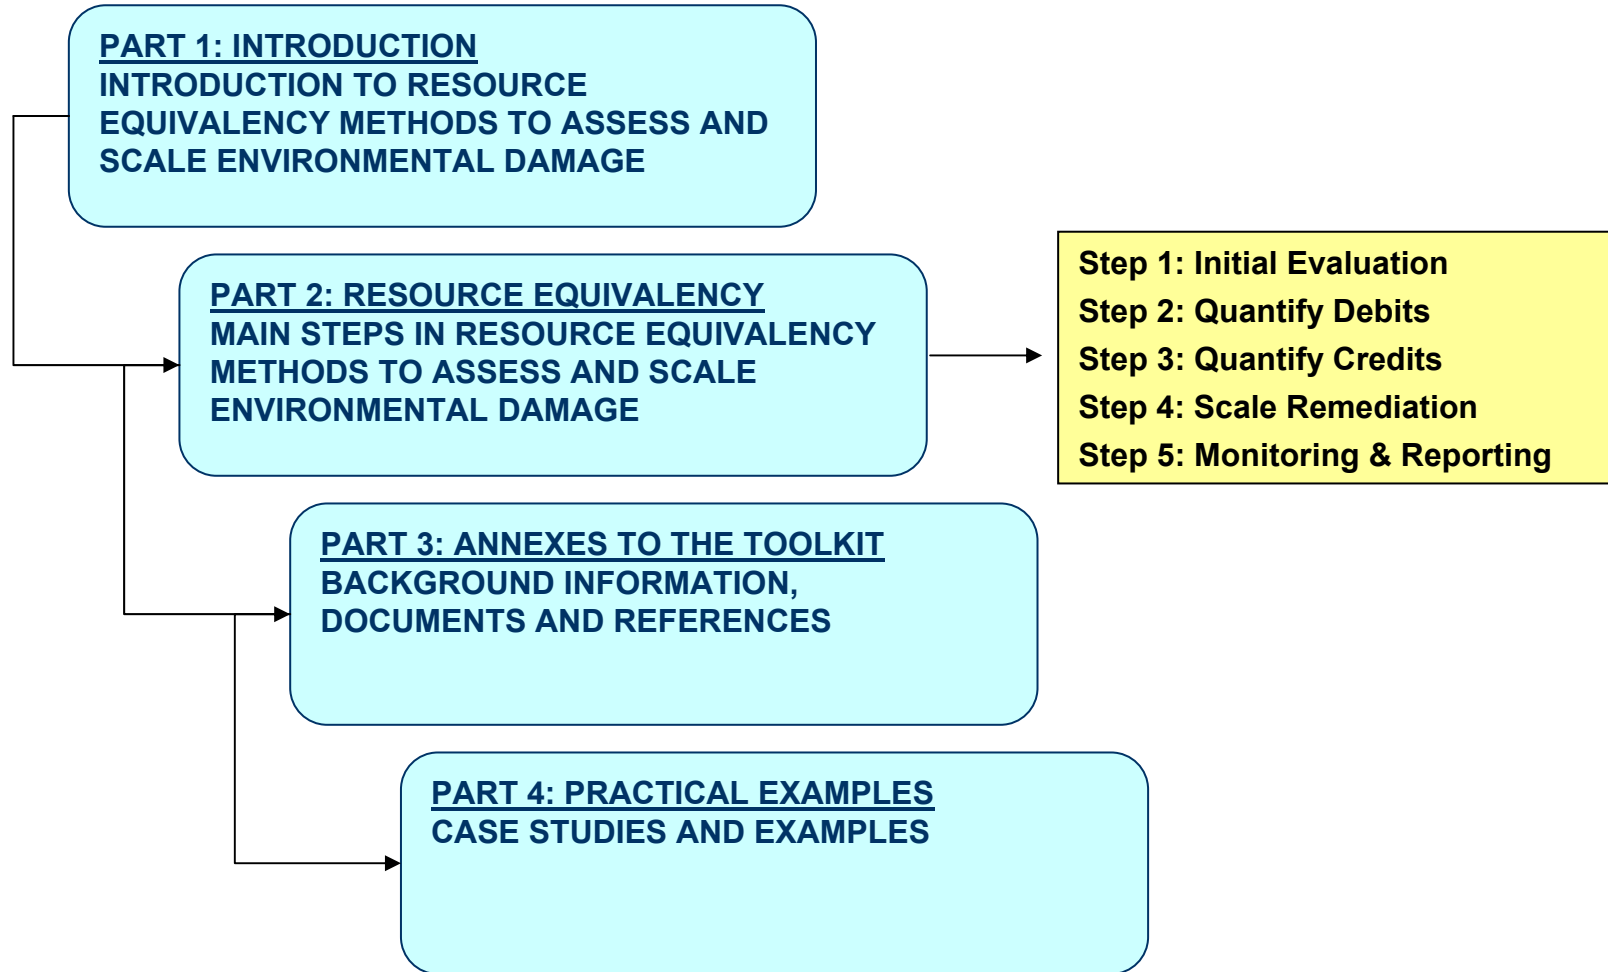 PART 1: INTRODUCTION
INTRODUCTION TO RESOURCE
EQUIVALENCY METHODS TO ASSESS AND
SCALE ENVIRONMENTAL DAMAGE
PART 2: RESOURCE EQUIVALENCY
MAIN STEPS IN RESOURCE EQUIVALENCY
METHODS TO ASSESS AND SCALE
ENVIRONMENTAL DAMAGE
Step 1: Initial Evaluation
Step 2: Quantify Debits
Step 3: Quantify Credits
Step 4: Scale Remediation
Step 5: Monitoring & Reporting
PART 3: ANNEXES TO THE TOOLKIT
BACKGROUND INFORMATION,
DOCUMENTS AND REFERENCES
PART 4: PRACTICAL EXAMPLES
CASE STUDIES AND EXAMPLES